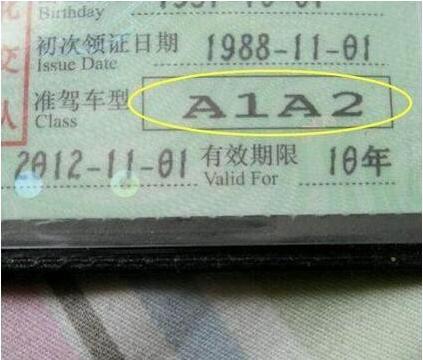 Birthday
初次领证日期 1988-11-01
Issue Date
准驾车型 A1A2
Class
2012-11-01 有效期限 10年
Valid For